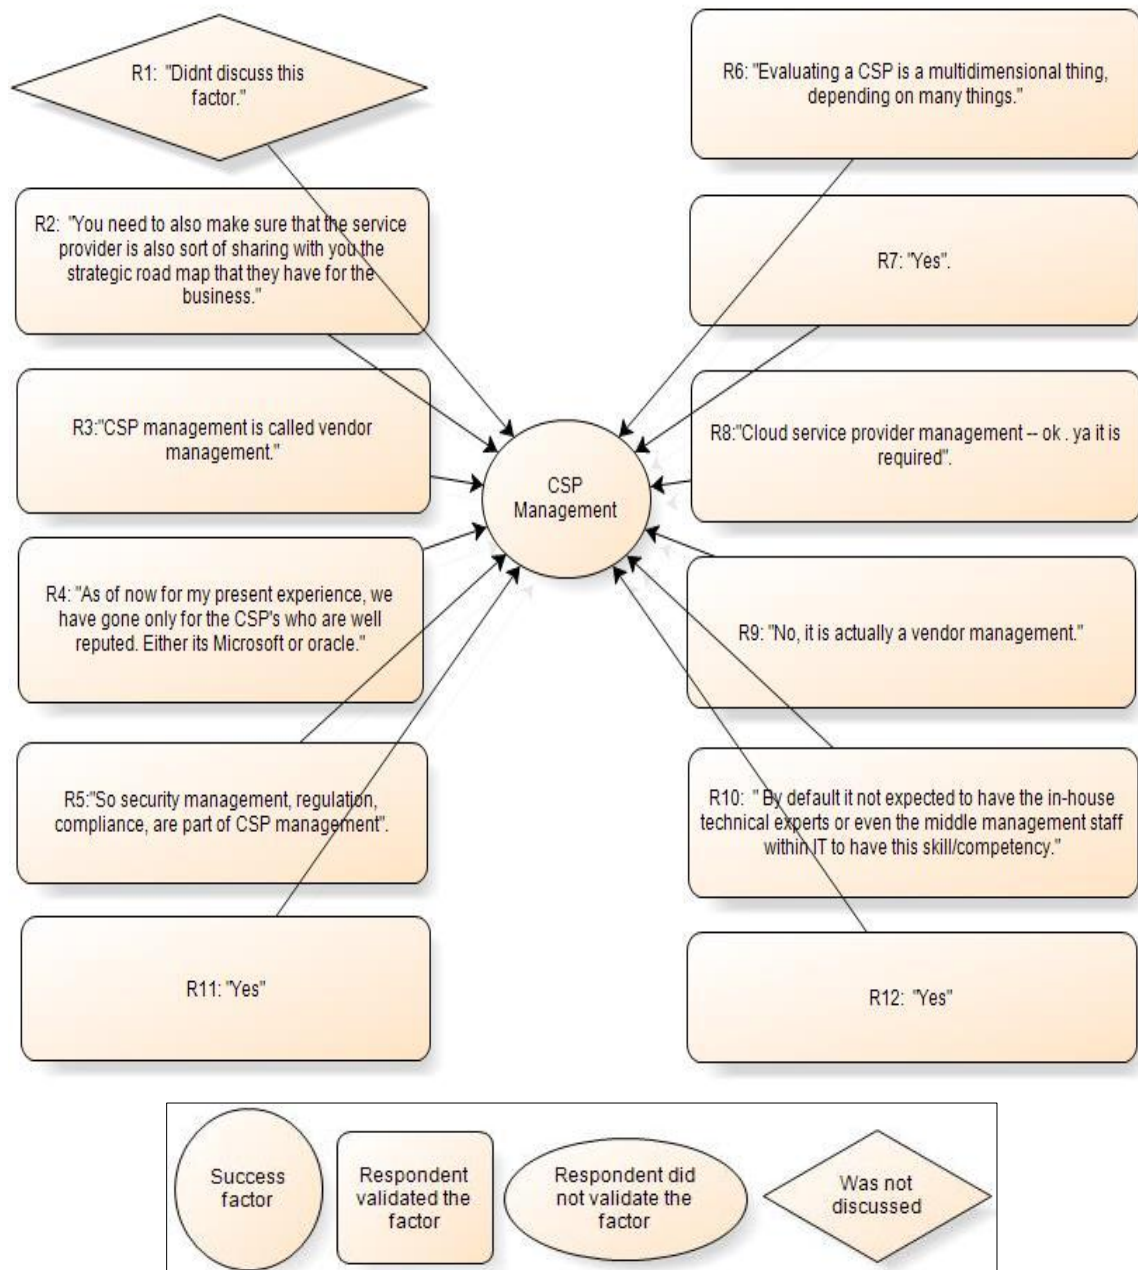 R1: "Didnt discuss this
factor."
R2: "You need to also make sure that the service
provider is also sort of sharing with you the
strategic road map that they have for the
business."
R3:"CSP management is called vendor
management."
R4: "As of now for my present experience, we
have gone only for the CSP's who are well
reputed. Either its Microsoft or oracle."
R5:"So security management, regulation,
compliance, are part of CSP management".
R11: "Yes"
CSP
Management
R6: "Evaluating a CSP is a multidimensional thing,
depending on many things."
R7: "Yes".
R8:"Cloud service provider management -- ok . ya it is
required".
R9: "No, it is actually a vendor management."
R10: " By default it not expected to have the in-house
technical experts or even the middle management staff
within IT to have this skill/competency."
R12: "Yes"
Success
factor
Respondent
validated the
factor
Respondent did
not validate the
factor
Was not
discussed